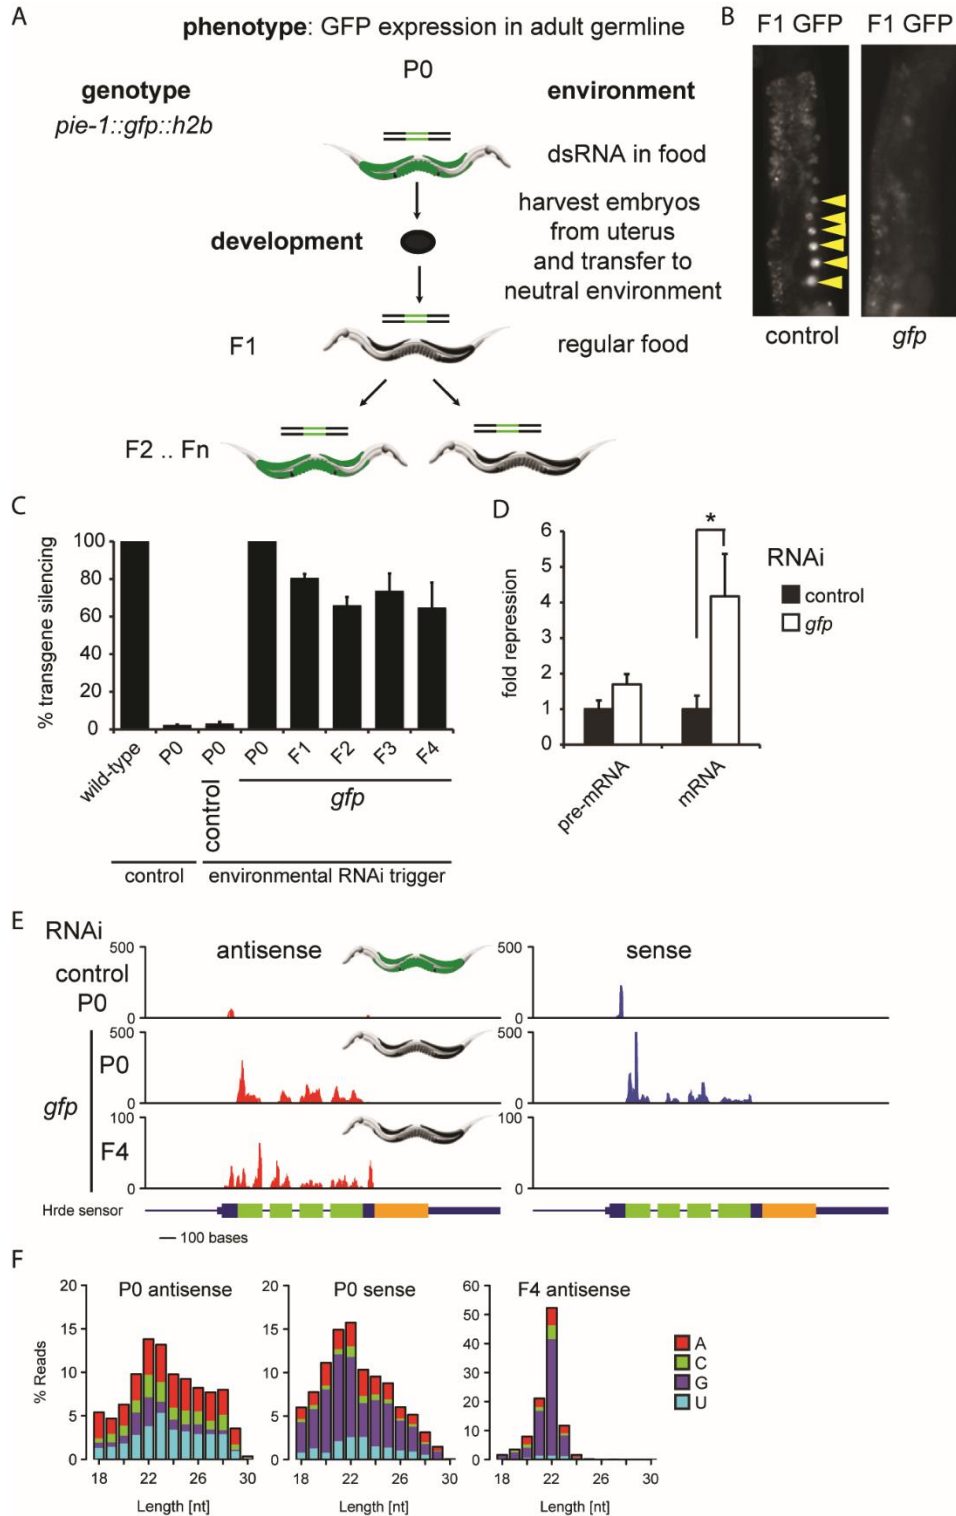 A
phenotype: GFP expression in adult germline
P0
genotype
pie-1::gfp::h2b
environment
dsRNA in food
development
harvest embryos
from uterus
and transfer to
neutral environment
F1
regular food
F2 .. Fn
B
F1 GFP
F1 GFP
control
gfp
C
% transgene silencing
100
80
60
40
20
0
wild-type
P0
P0
P0
F1
F2
F3
F4
control
gfp
control
environmental RNAi trigger
D
fold repression
6
5
4
3
2
1
0
*
pre-mRNA
mRNA
RNAi
control
gfp
E
RNAi
control
P0
gfp
P0
F4
antisense
sense
500
0
500
0
100
0
500
0
500
0
100
0
Hrde sensor
100 bases
F
% Reads
20
15
10
5
0
P0 antisense
18
22
26
30
Length [nt]
20
15
10
5
0
P0 sense
18
22
26
30
Length [nt]
60
50
40
30
20
10
0
F4 antisense
18
22
26
30
Length [nt]
A
C
G
U